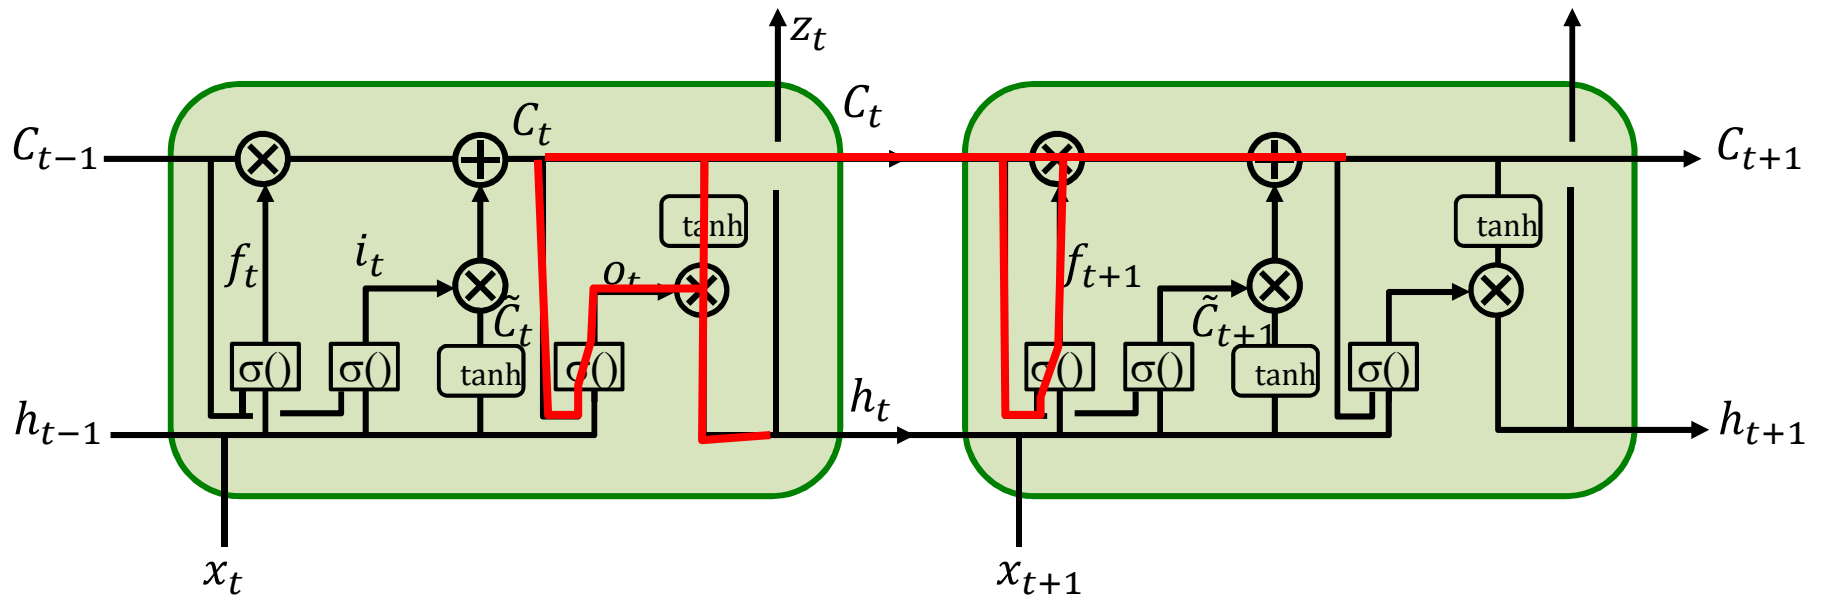 z_t
C_{t−1}
C_t
C_t
C_{t+1}
tanh
tanh
f_t
i_t
o_t
f_{t+1}
C̃_t
C̃_{t+1}
σ()
σ()
tanh
σ()
σ()
σ()
tanh
σ()
h_{t−1}
h_t
h_{t+1}
x_t
x_{t+1}